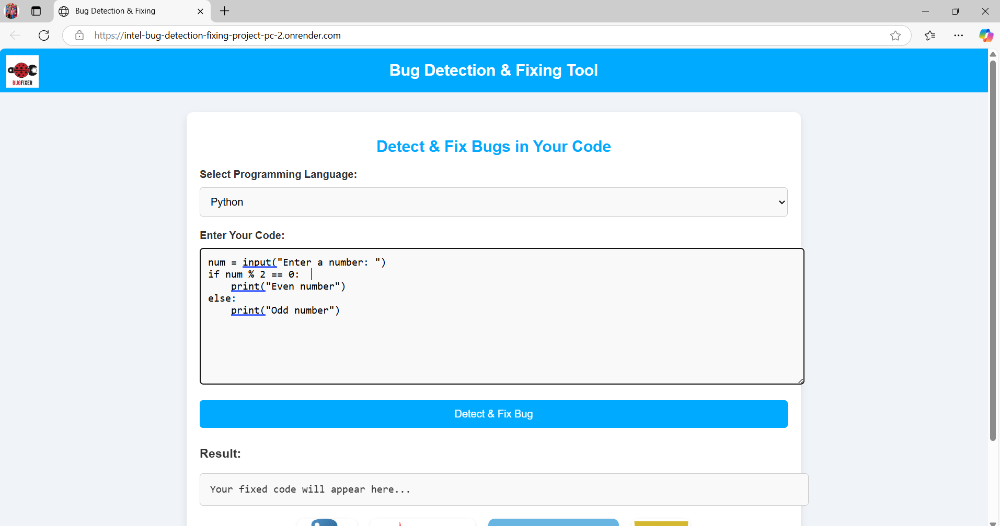 Bug Detection & Fixing
https://intel-bug-detection-fixing-project-pc-2.onrender.com
BUGFIXER
Bug Detection & Fixing Tool
Detect & Fix Bugs in Your Code
Select Programming Language:
Python
Enter Your Code:
num = input("Enter a number: ")
if num % 2 == 0:
    print("Even number")
else:
    print("Odd number")
Detect & Fix Bug
Result:
Your fixed code will appear here...